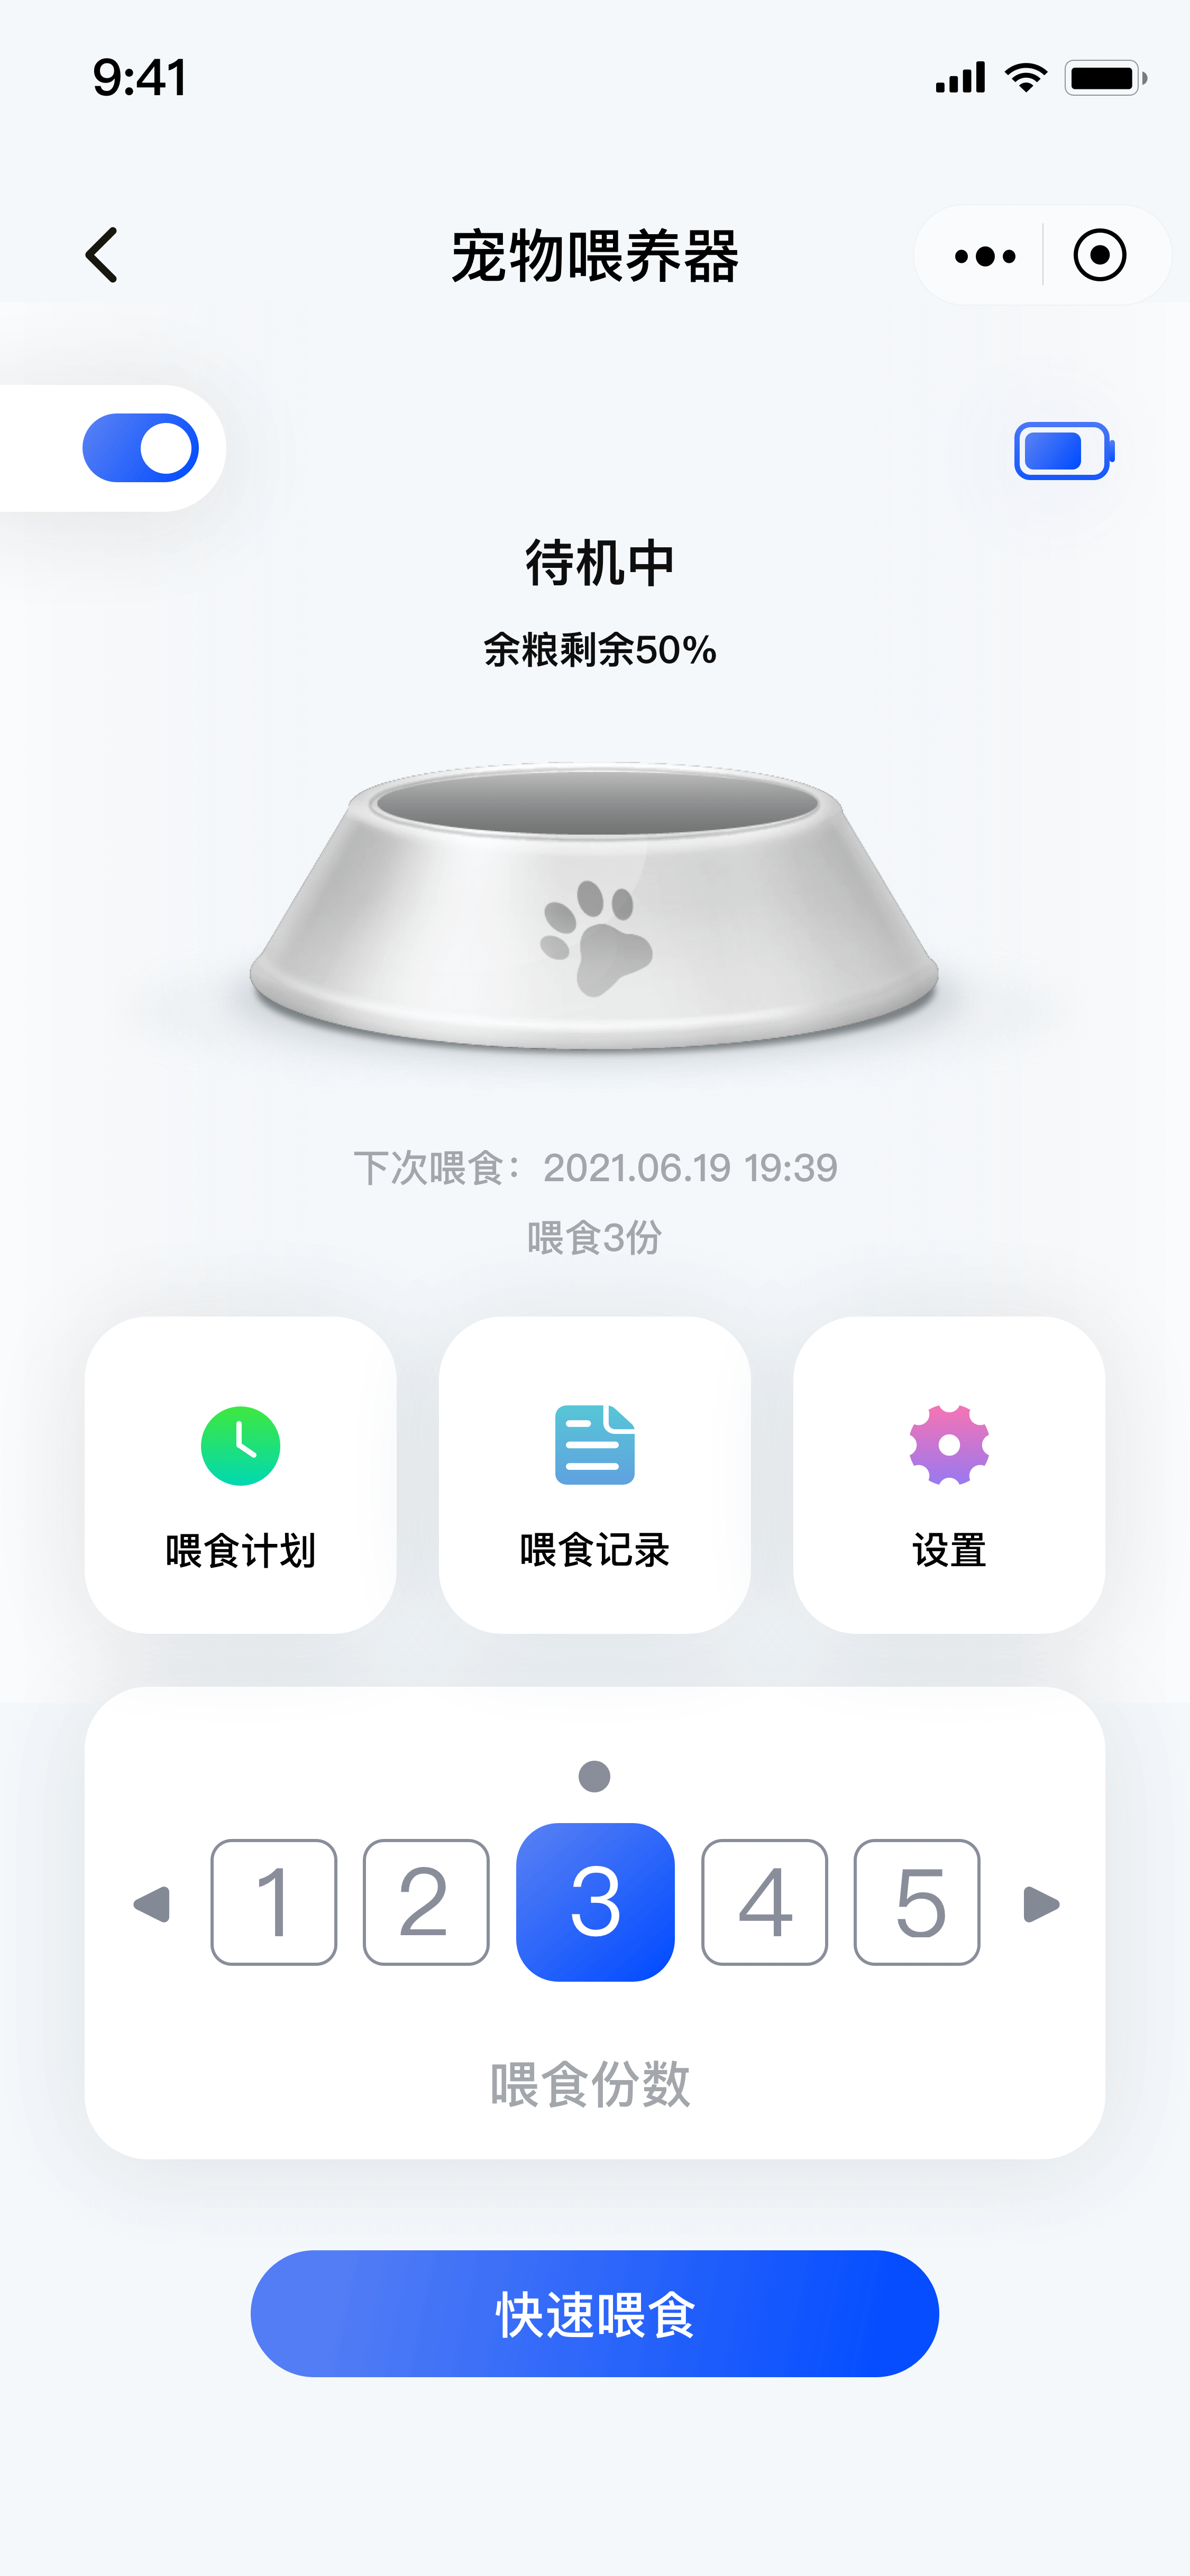 9:41
宠物喂养器
待机中
余粮剩余50%
下次喂食：2021.06.19 19:39
喂食3份
喂食计划 喂食记录 设置
1 2 3 4 5
喂食份数
快速喂食